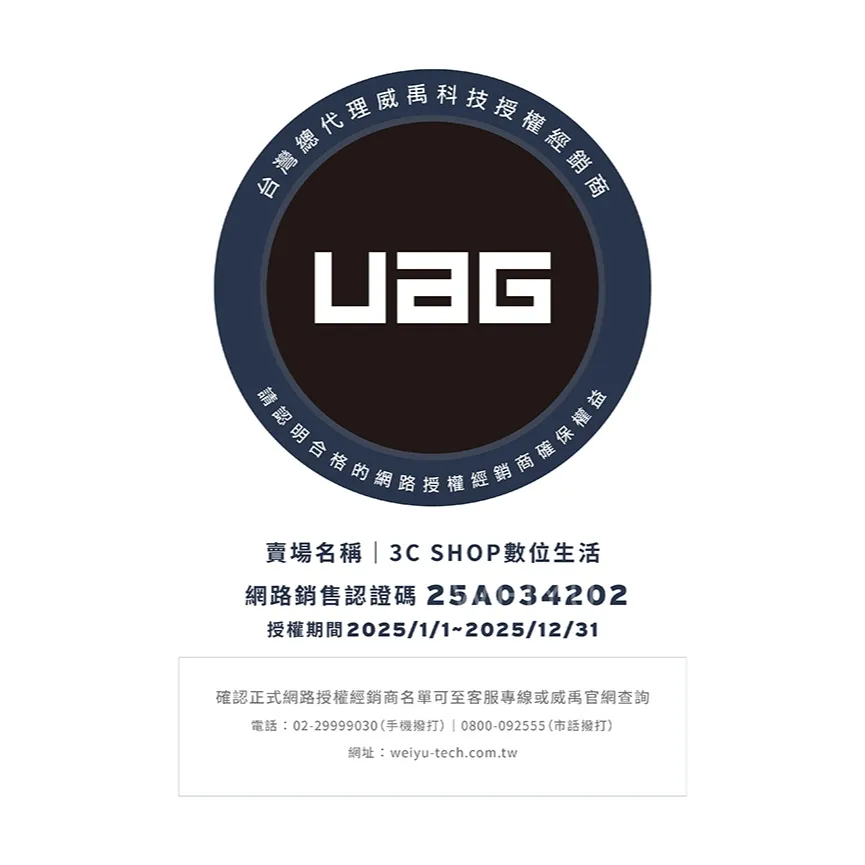 台灣總代理威禹科技授權經銷商
UAG
請認明合格的網路授權經銷商確保權益
賣場名稱｜3C SHOP數位生活
網路銷售認證碼 25A034202
授權期間2025/1/1~2025/12/31
確認正式網路授權經銷商名單可至客服專線或威禹官網查詢
電話：02-29999030(手機撥打)｜0800-092555(市話撥打)
網址：weiyu-tech.com.tw